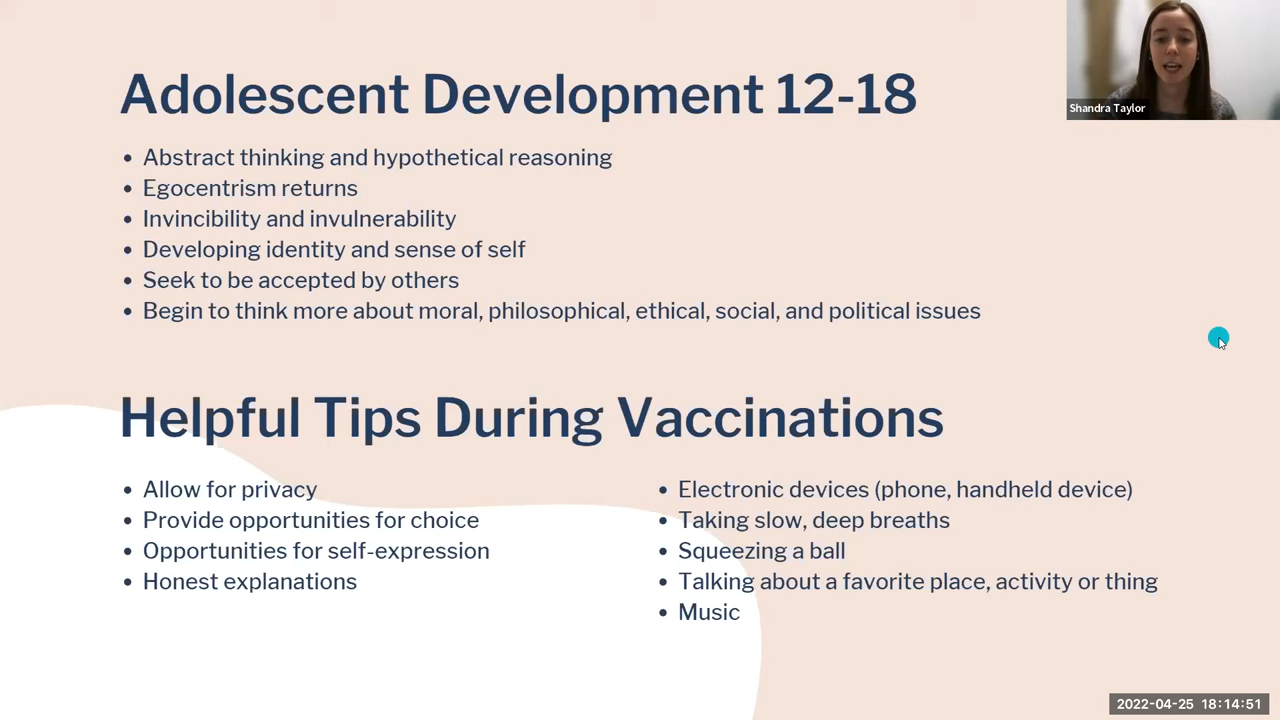 Adolescent Development 12-18
• Abstract thinking and hypothetical reasoning
• Egocentrism returns
• Invincibility and invulnerability
• Developing identity and sense of self
• Seek to be accepted by others
• Begin to think more about moral, philosophical, ethical, social, and political issues
Helpful Tips During Vaccinations
• Allow for privacy
• Provide opportunities for choice
• Opportunities for self-expression
• Honest explanations
• Electronic devices (phone, handheld device)
• Taking slow, deep breaths
• Squeezing a ball
• Talking about a favorite place, activity or thing
• Music
Shandra Taylor
2022-04-25 18:14:51